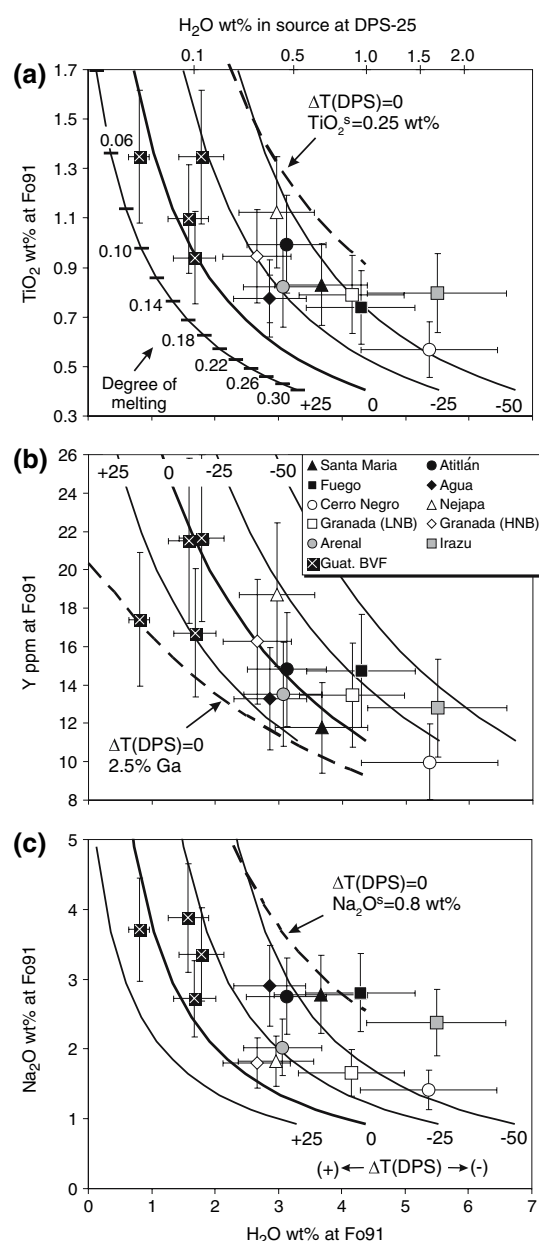 H2O wt% in source at DPS-25
0.1 0.5 1.0 2.0
(a)
1.7
1.5
1.3
1.1
0.9
0.7
0.5
0.3
TiO2 wt% at Fo91
ΔT(DPS)=0
TiO2s=0.25 wt%
0.06
0.10
0.14
0.18
0.22
0.26
0.30
Degree of
melting
+25 0 -25 -50
(b)
26
24
22
20
18
16
14
12
10
8
Y ppm at Fo91
+25 0 -25 -50
Santa Maria Atitlán
Fuego Agua
Cerro Negro Nejapa
Granada (LNB) Granada (HNB)
Arenal Irazu
Guat. BVF
ΔT(DPS)=0
2.5% Ga
(c)
5
4
3
2
1
0
Na2O wt% at Fo91
ΔT(DPS)=0
Na2Os=0.8 wt%
+25 0 -25 -50
(+) ΔT(DPS) (-)
0 1 2 3 4 5 6 7
H2O wt% at Fo91